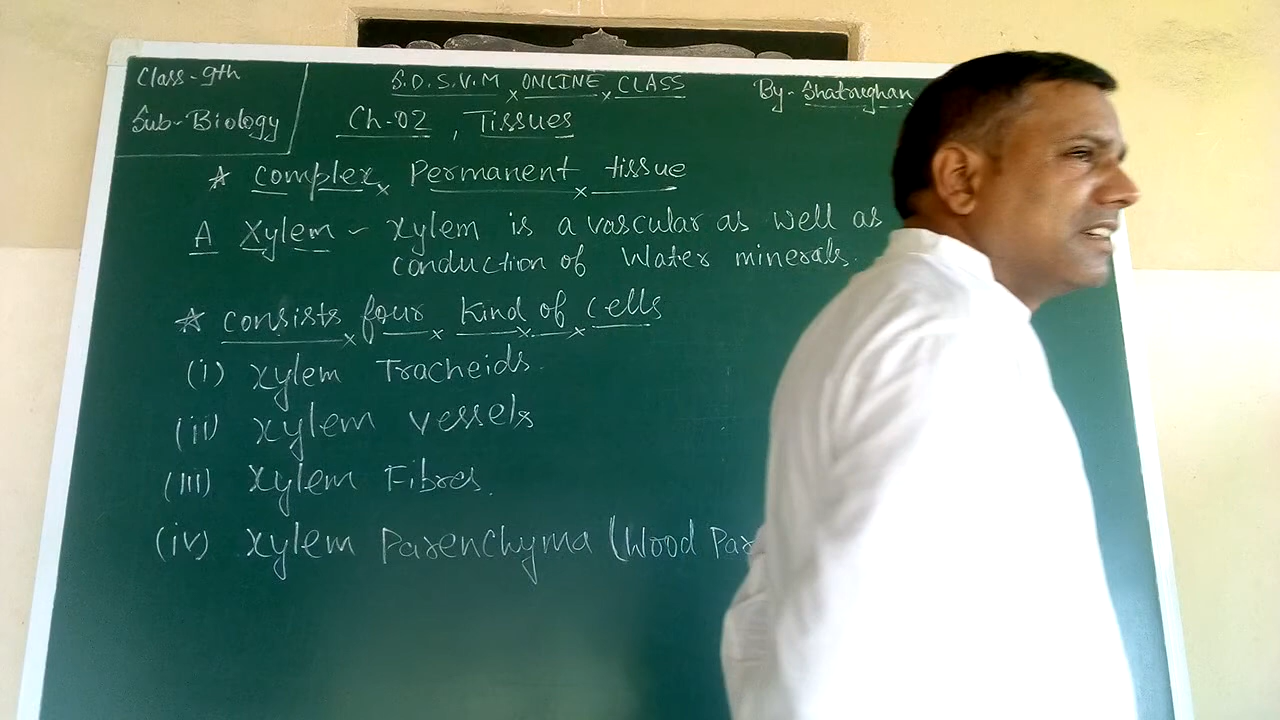 Class-9th
Sub-Biology
S.D.S.V.M ONLINE CLASS
By- Shatrughan
Ch-02, Tissues
* Complex Permanent tissue
A Xylem - Xylem is a vascular as well as
conduction of Water minerals.
* consists four Kind of cells
(i) Xylem Tracheids.
(ii) Xylem vessels
(iii) Xylem Fibres.
(iv) Xylem Parenchyma (Wood Par